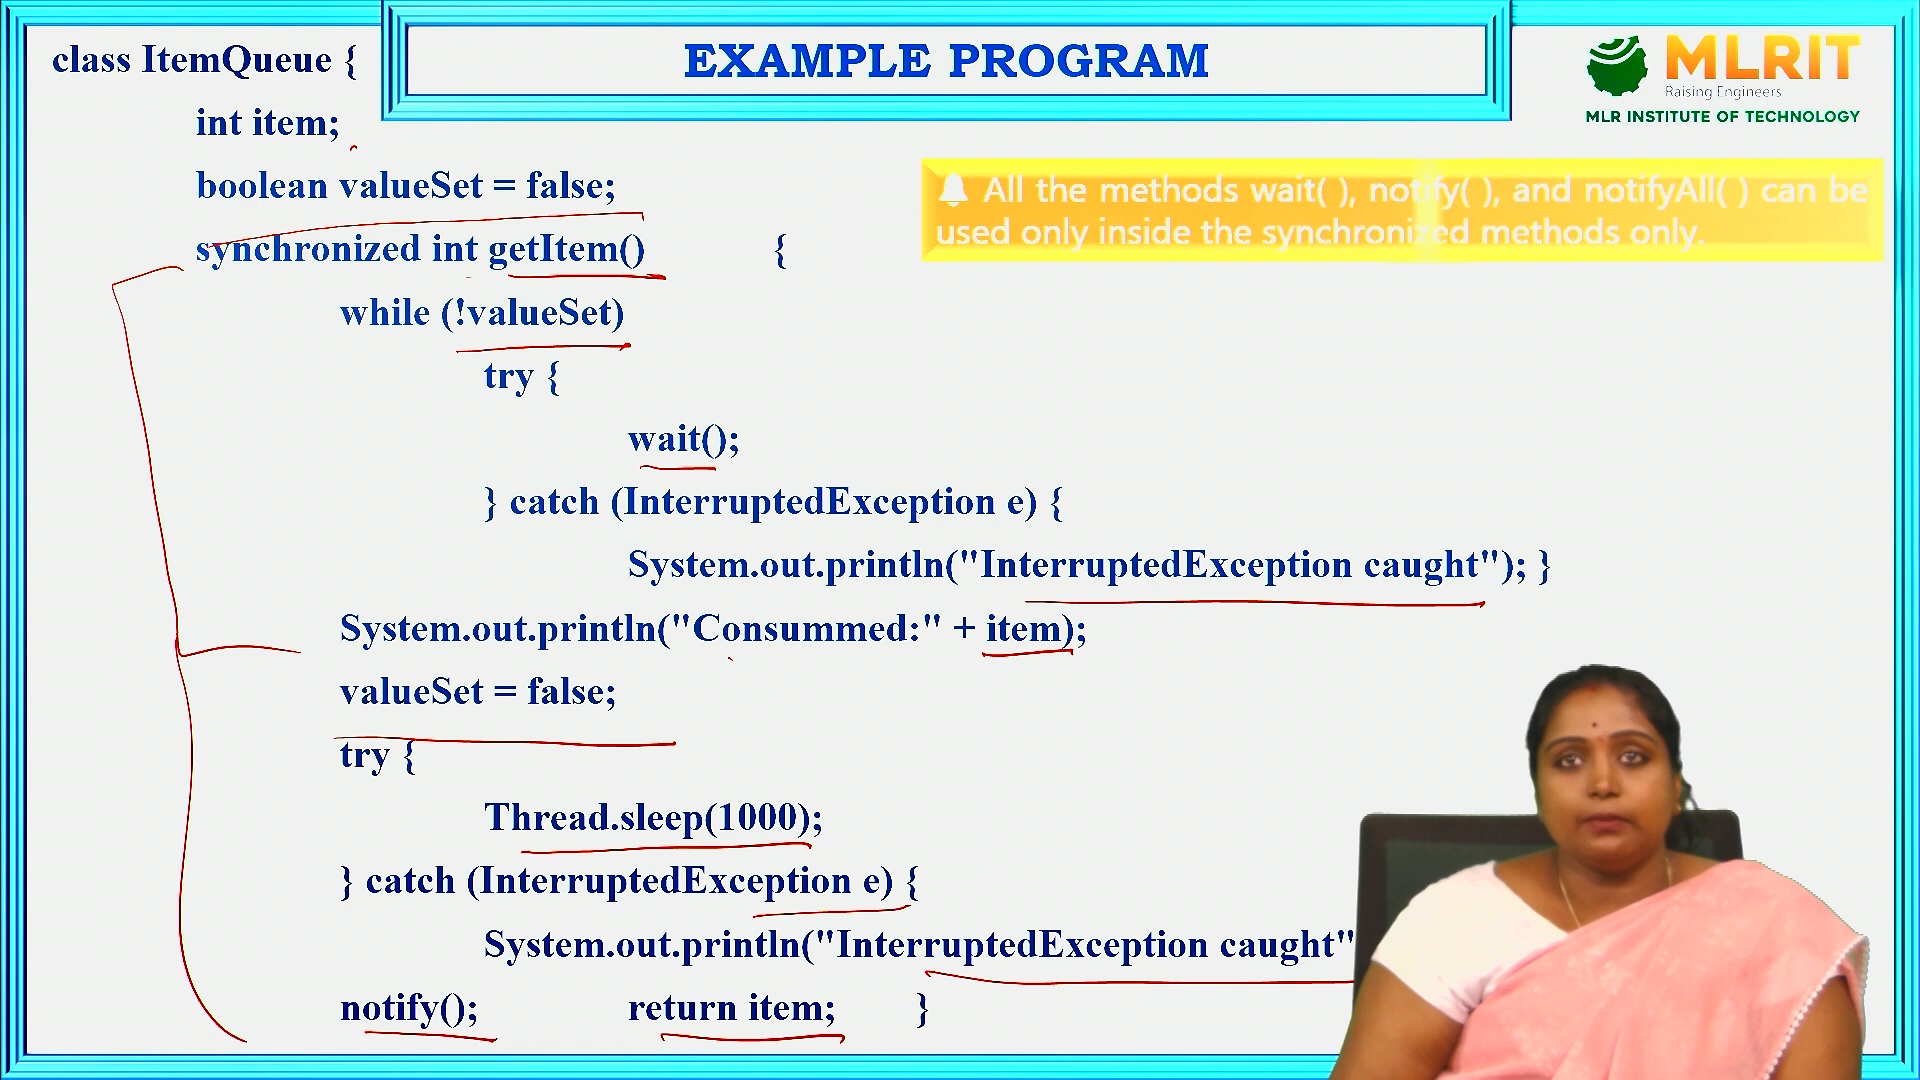 class ItemQueue {
EXAMPLE PROGRAM
MLRIT
Raising Engineers
MLR INSTITUTE OF TECHNOLOGY
int item;
boolean valueSet = false;
🔔 All the methods wait( ), notify( ), and notifyAll( ) can be
used only inside the synchronized methods only.
synchronized int getItem() {
while (!valueSet)
try {
wait();
} catch (InterruptedException e) {
System.out.println("InterruptedException caught"); }
System.out.println("Consummed:" + item);
valueSet = false;
try {
Thread.sleep(1000);
} catch (InterruptedException e) {
System.out.println("InterruptedException caught"
notify(); return item; }